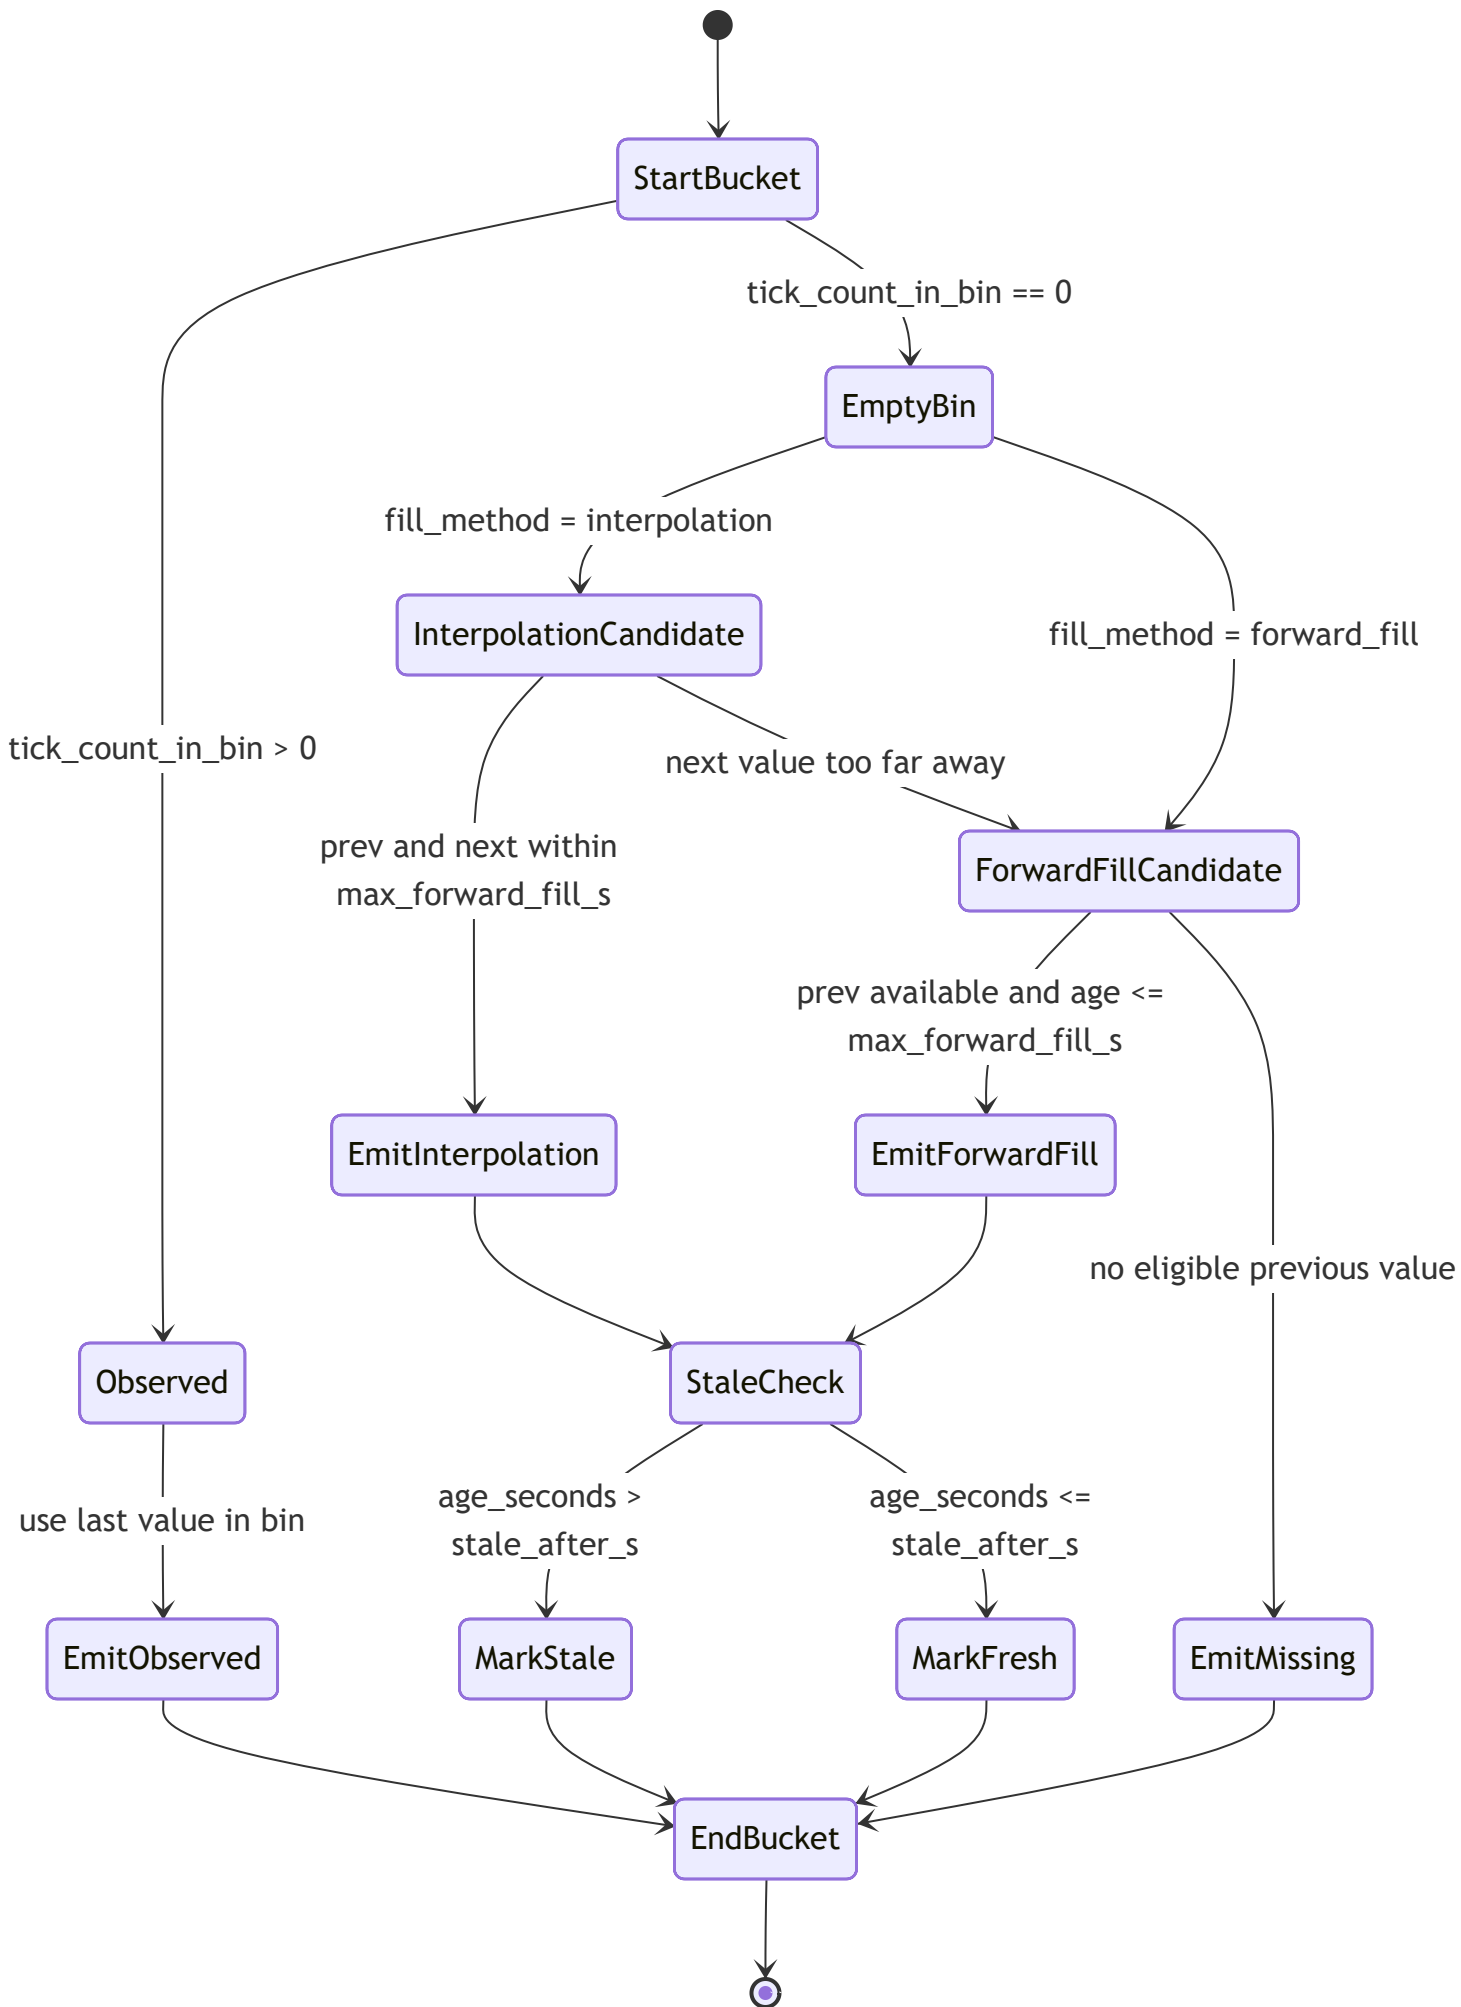 StartBucket
tick_count_in_bin == 0
EmptyBin
fill_method = interpolation
InterpolationCandidate
fill_method = forward_fill
tick_count_in_bin > 0
next value too far away
prev and next within
max_forward_fill_s
ForwardFillCandidate
prev available and age <=
max_forward_fill_s
EmitInterpolation
EmitForwardFill
no eligible previous value
Observed
StaleCheck
use last value in bin
age_seconds >
stale_after_s
age_seconds <=
stale_after_s
EmitObserved
MarkStale
MarkFresh
EmitMissing
EndBucket